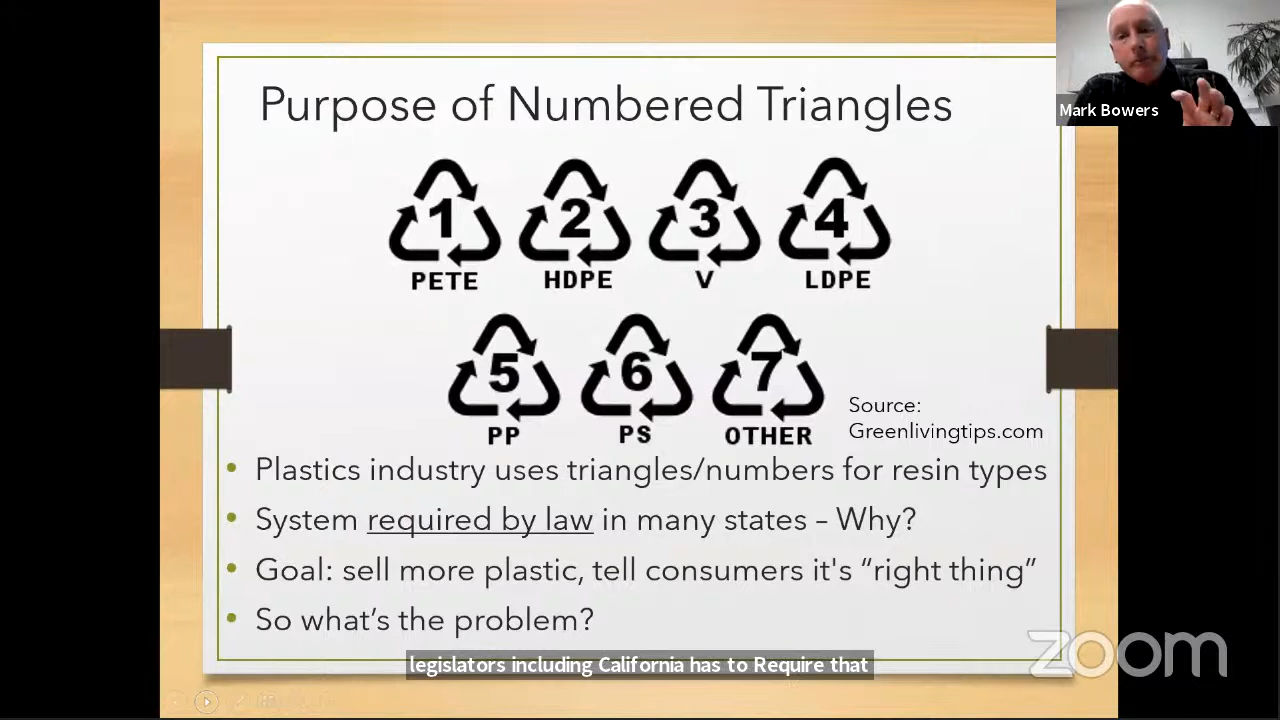 Purpose of Numbered Triangles
Mark Bowers
1 2 3 4
PETE HDPE V LDPE
5 6 7
PP PS OTHER
Source:
Greenlivingtips.com
• Plastics industry uses triangles/numbers for resin types
• System required by law in many states – Why?
• Goal: sell more plastic, tell consumers it's “right thing”
• So what’s the problem?
legislators including California has to Require that
zoom